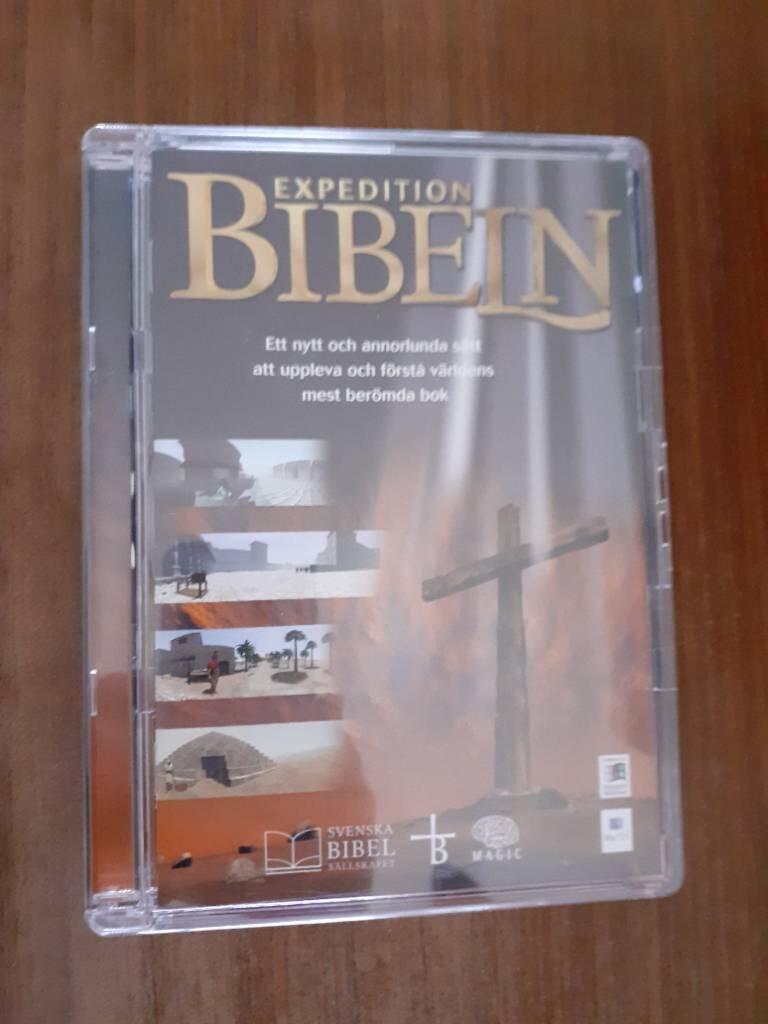 EXPEDITION
BIBELN
Ett nytt och annorlunda sätt
att uppleva och förstå världens
mest berömda bok
SVENSKA
BIBEL
SÄLLSKAPET
B
MAGIC